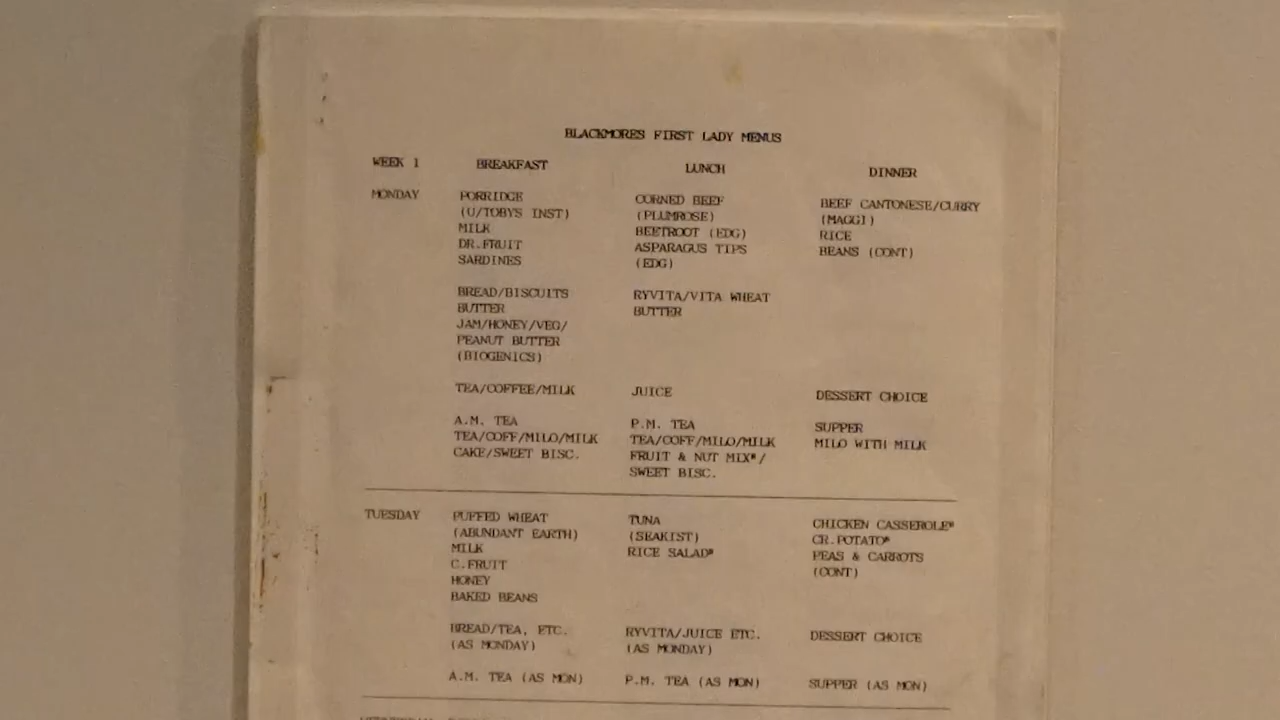 BLACKMORES FIRST LADY MENUS
WEEK 1 BREAKFAST LUNCH DINNER
MONDAY PORRIDGE CORNED BEEF BEEF CANTONESE/CURRY
(U/TOBYS INST) (PLUMROSE) (MAGGI)
MILK BEETROOT (EDG) RICE
DR.FRUIT ASPARAGUS TIPS BEANS (CONT)
SARDINES (EDG)
BREAD/BISCUITS RYVITA/VITA WHEAT
BUTTER BUTTER
JAM/HONEY/VEG/
PEANUT BUTTER
(BIOGENICS)
TEA/COFFEE/MILK JUICE DESSERT CHOICE
A.M. TEA P.M. TEA SUPPER
TEA/COFF/MILO/MILK TEA/COFF/MILO/MILK MILO WITH MILK
CAKE/SWEET BISC. FRUIT & NUT MIX*/
SWEET BISC.
TUESDAY PUFFED WHEAT TUNA CHICKEN CASSEROLE*
(ABUNDANT EARTH) (SEAKIST) CR.POTATO*
MILK RICE SALAD* PEAS & CARROTS
C.FRUIT (CONT)
HONEY
BAKED BEANS
BREAD/TEA, ETC. RYVITA/JUICE ETC. DESSERT CHOICE
(AS MONDAY) (AS MONDAY)
A.M. TEA (AS MON) P.M. TEA (AS MON) SUPPER (AS MON)